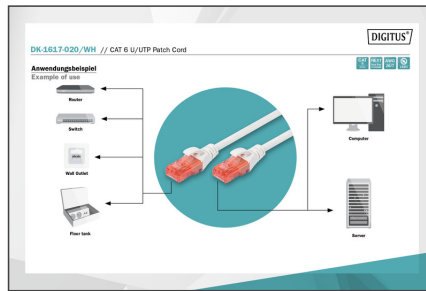 DIGITUS®
DK-1617-020/WH // CAT 6 U/UTP Patch Cord
Anwendungsbeispiel
Example of use
Router
Switch
Wall Outlet
Floor tank
Computer
Server